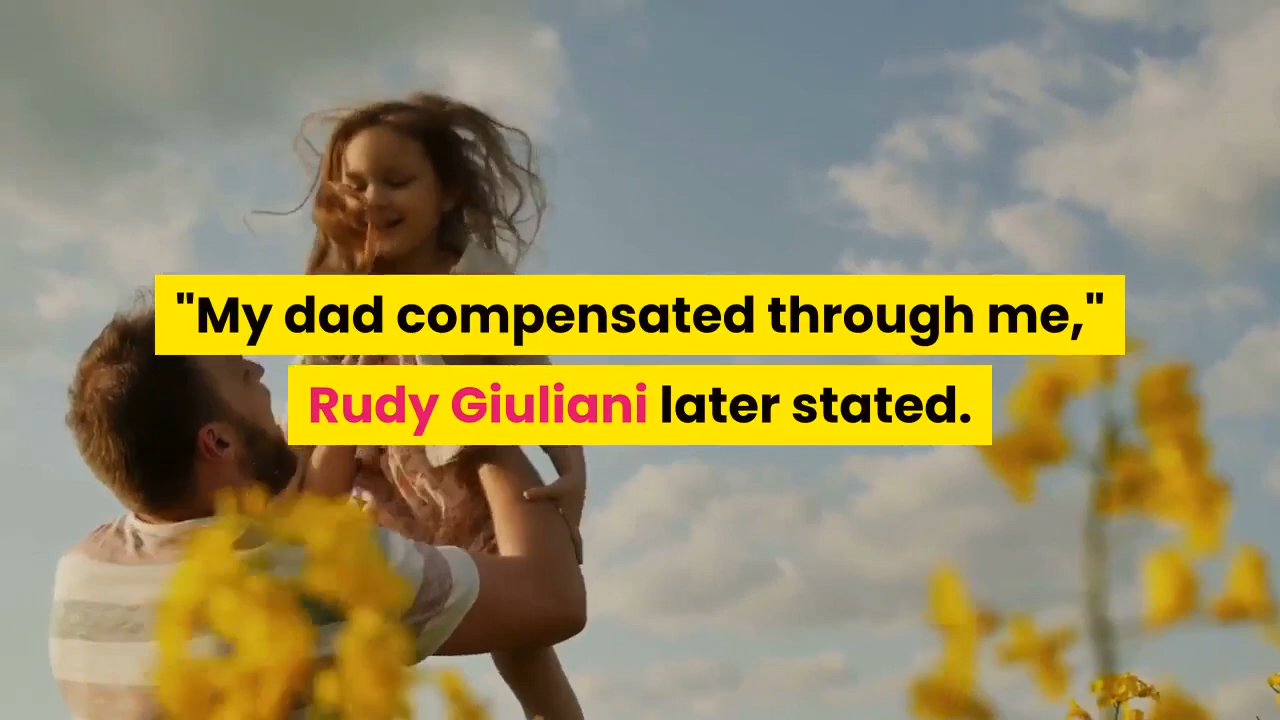 "My dad compensated through me,"
Rudy Giuliani later stated.